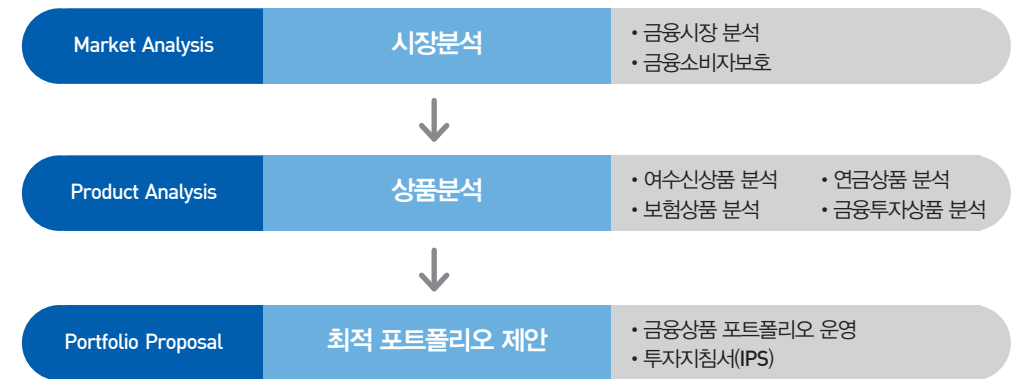 Market Analysis
시장분석
• 금융시장 분석
• 금융소비자보호
Product Analysis
상품분석
• 여수신상품 분석 • 연금상품 분석
• 보험상품 분석 • 금융투자상품 분석
Portfolio Proposal
최적 포트폴리오 제안
• 금융상품 포트폴리오 운영
• 투자지침서(IPS)